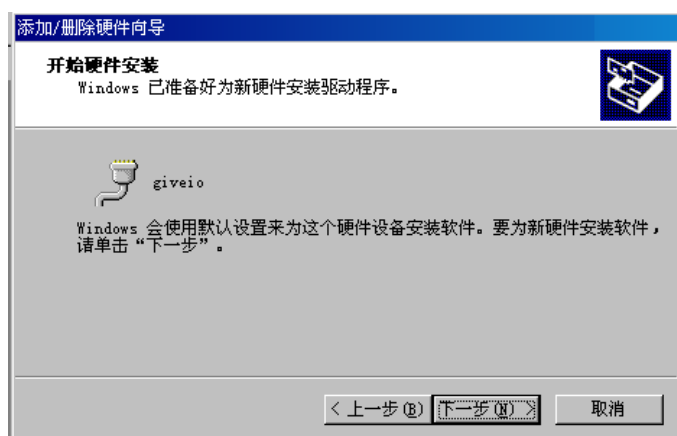 添加/删除硬件向导
开始硬件安装
Windows 已准备好为新硬件安装驱动程序。
giveio
Windows 会使用默认设置来为这个硬件设备安装软件。要为新硬件安装软件，
请单击“下一步”。
< 上一步(B) 下一步(N) > 取消